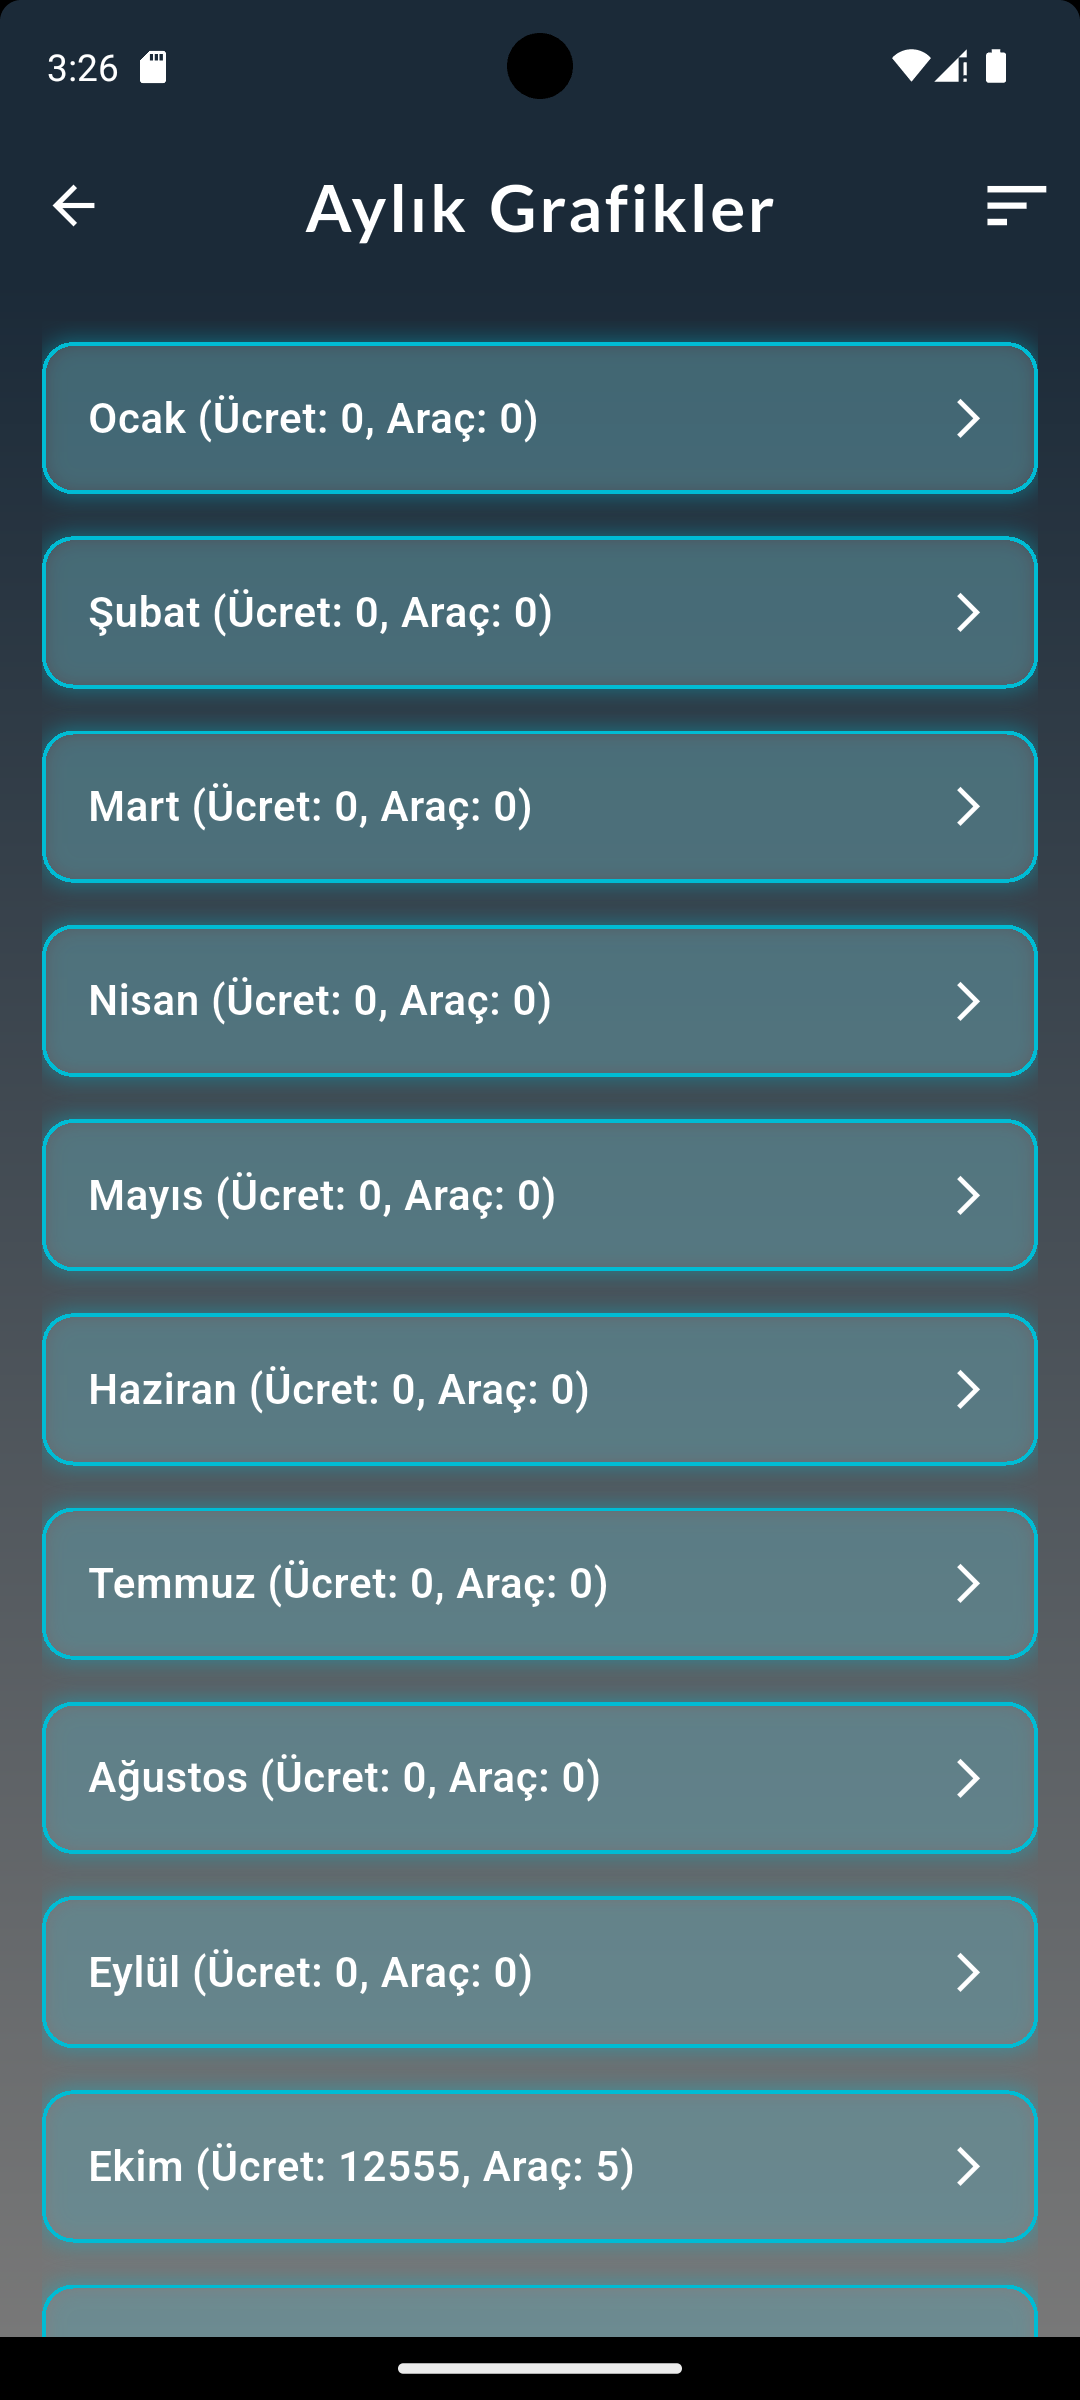 3:26
Aylık Grafikler
Ocak (Ücret: 0, Araç: 0)
Şubat (Ücret: 0, Araç: 0)
Mart (Ücret: 0, Araç: 0)
Nisan (Ücret: 0, Araç: 0)
Mayıs (Ücret: 0, Araç: 0)
Haziran (Ücret: 0, Araç: 0)
Temmuz (Ücret: 0, Araç: 0)
Ağustos (Ücret: 0, Araç: 0)
Eylül (Ücret: 0, Araç: 0)
Ekim (Ücret: 12555, Araç: 5)